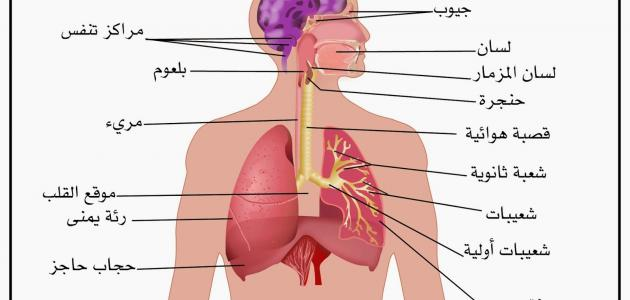 جيوب
مراكز تنفس
لسان
بلعوم
لسان المزمار
حنجرة
مريء
قصبة هوائية
شعبة ثانوية
موقع القلب
رئة يمنى
شعيبات
شعيبات أولية
حجاب حاجز